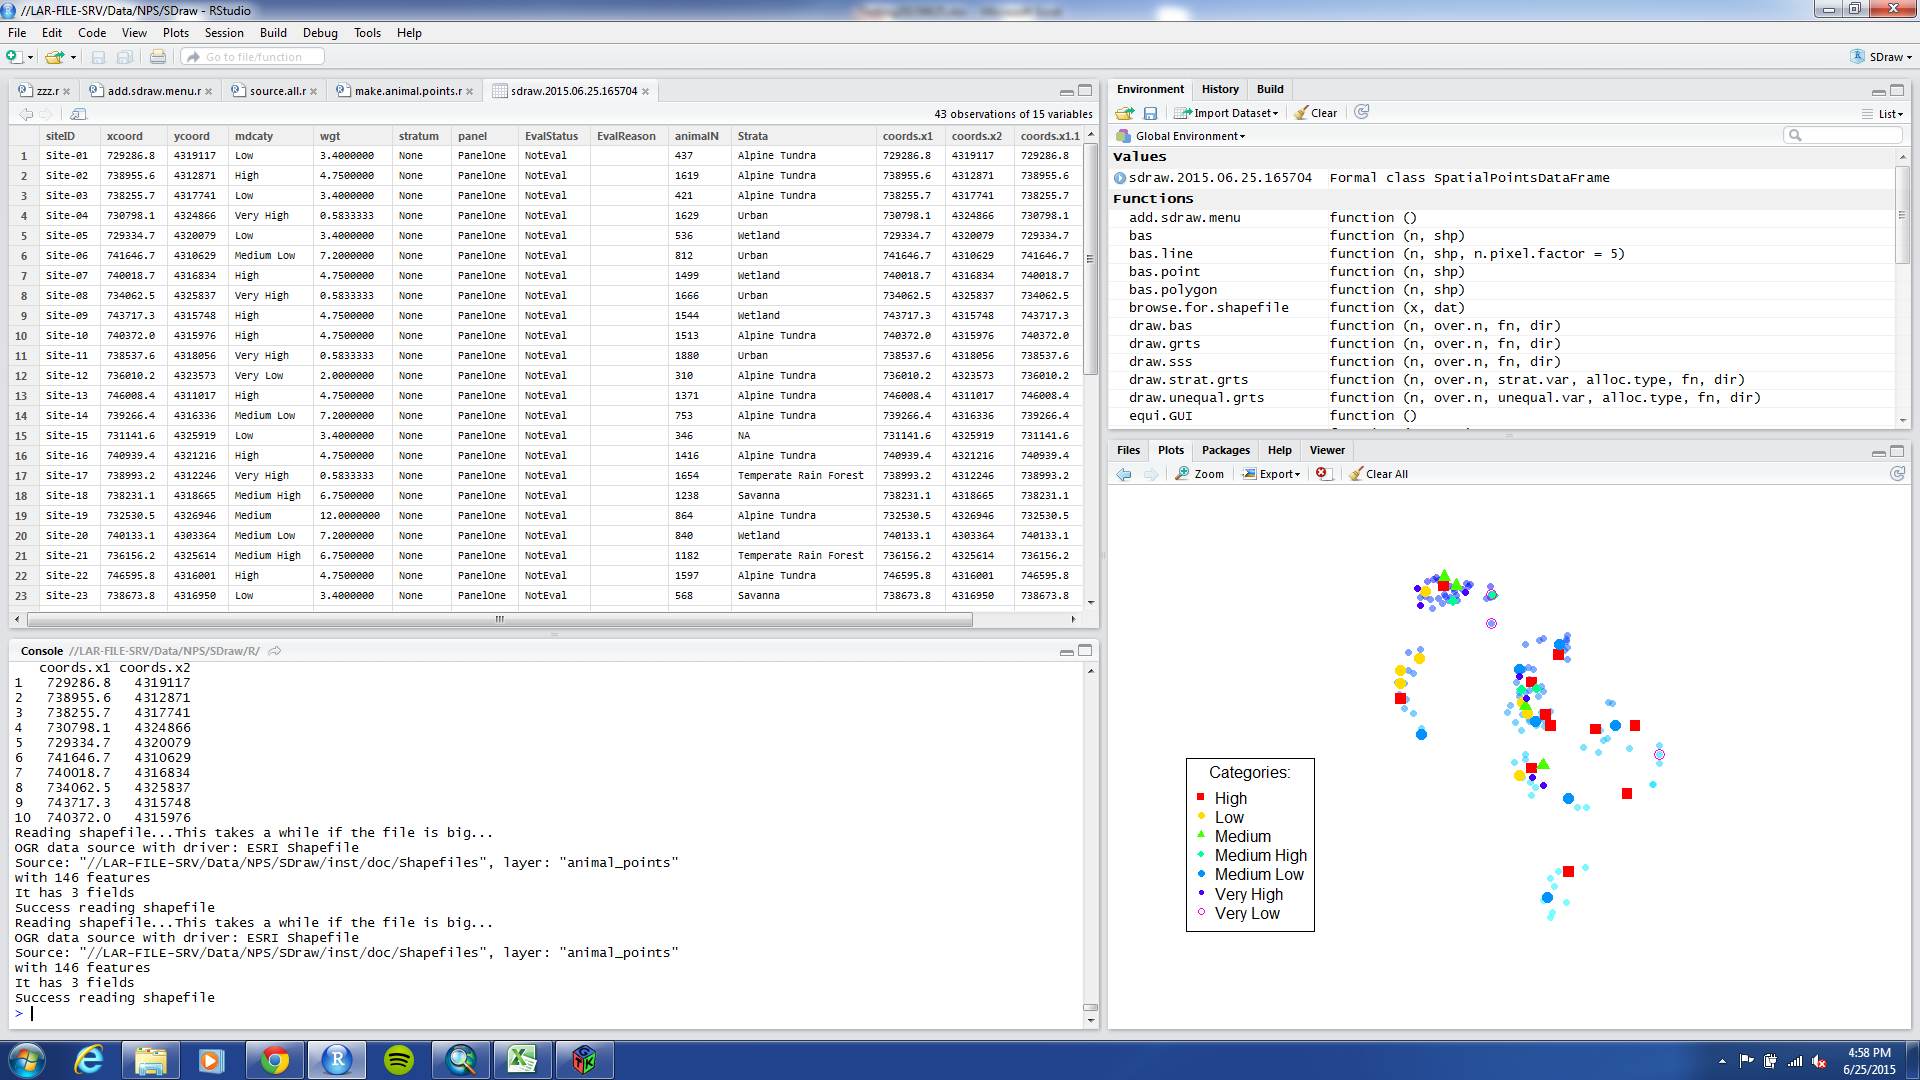 //LAR-FILE-SRV/Data/NPS/SDraw - RStudio
File Edit Code View Plots Session Build Debug Tools Help
Go to file/function
SDraw
zzz.r add.sdraw.menu.r source.all.r make.animal.points.r sdraw.2015.06.25.165704
43 observations of 15 variables
siteID xcoord ycoord mdcaty wgt stratum panel EvalStatus EvalReason animalN Strata coords.x1 coords.x2 coords.x1.1
1 Site-01 729286.8 4319117 Low 3.4000000 None PanelOne NotEval 437 Alpine Tundra 729286.8 4319117 729286.8
2 Site-02 738955.6 4312871 High 4.7500000 None PanelOne NotEval 1619 Alpine Tundra 738955.6 4312871 738955.6
3 Site-03 738255.7 4317741 Low 3.4000000 None PanelOne NotEval 421 Alpine Tundra 738255.7 4317741 738255.7
4 Site-04 730798.1 4324866 Very High 0.5833333 None PanelOne NotEval 1629 Urban 730798.1 4324866 730798.1
5 Site-05 729334.7 4320079 Low 3.4000000 None PanelOne NotEval 536 Wetland 729334.7 4320079 729334.7
6 Site-06 741646.7 4310629 Medium Low 7.2000000 None PanelOne NotEval 812 Urban 741646.7 4310629 741646.7
7 Site-07 740018.7 4316834 High 4.7500000 None PanelOne NotEval 1499 Wetland 740018.7 4316834 740018.7
8 Site-08 734062.5 4325837 Very High 0.5833333 None PanelOne NotEval 1666 Urban 734062.5 4325837 734062.5
9 Site-09 743717.3 4315748 High 4.7500000 None PanelOne NotEval 1544 Wetland 743717.3 4315748 743717.3
10 Site-10 740372.0 4315976 High 4.7500000 None PanelOne NotEval 1513 Alpine Tundra 740372.0 4315976 740372.0
11 Site-11 738537.6 4318056 Very High 0.5833333 None PanelOne NotEval 1880 Urban 738537.6 4318056 738537.6
12 Site-12 736010.2 4323573 Very Low 2.0000000 None PanelOne NotEval 310 Alpine Tundra 736010.2 4323573 736010.2
13 Site-13 746008.4 4311017 High 4.7500000 None PanelOne NotEval 1371 Alpine Tundra 746008.4 4311017 746008.4
14 Site-14 739266.4 4316336 Medium Low 7.2000000 None PanelOne NotEval 753 Alpine Tundra 739266.4 4316336 739266.4
15 Site-15 731141.6 4325919 Low 3.4000000 None PanelOne NotEval 346 NA 731141.6 4325919 731141.6
16 Site-16 740939.4 4321216 High 4.7500000 None PanelOne NotEval 1416 Alpine Tundra 740939.4 4321216 740939.4
17 Site-17 738993.2 4312246 Very High 0.5833333 None PanelOne NotEval 1654 Temperate Rain Forest 738993.2 4312246 738993.2
18 Site-18 738231.1 4318665 Medium High 6.7500000 None PanelOne NotEval 1238 Savanna 738231.1 4318665 738231.1
19 Site-19 732530.5 4326946 Medium 12.0000000 None PanelOne NotEval 864 Alpine Tundra 732530.5 4326946 732530.5
20 Site-20 740133.1 4303364 Medium Low 7.2000000 None PanelOne NotEval 840 Wetland 740133.1 4303364 740133.1
21 Site-21 736156.2 4325614 Medium High 6.7500000 None PanelOne NotEval 1182 Temperate Rain Forest 736156.2 4325614 736156.2
22 Site-22 746595.8 4316001 High 4.7500000 None PanelOne NotEval 1597 Alpine Tundra 746595.8 4316001 746595.8
23 Site-23 738673.8 4316950 Low 3.4000000 None PanelOne NotEval 568 Savanna 738673.8 4316950 738673.8
Console //LAR-FILE-SRV/Data/NPS/SDraw/R/
coords.x1 coords.x2
1 729286.8 4319117
2 738955.6 4312871
3 738255.7 4317741
4 730798.1 4324866
5 729334.7 4320079
6 741646.7 4310629
7 740018.7 4316834
8 734062.5 4325837
9 743717.3 4315748
10 740372.0 4315976
Reading shapefile...This takes a while if the file is big...
OGR data source with driver: ESRI Shapefile
Source: "//LAR-FILE-SRV/Data/NPS/SDraw/inst/doc/Shapefiles", layer: "animal_points"
with 146 features
It has 3 fields
Success reading shapefile
Reading shapefile...This takes a while if the file is big...
OGR data source with driver: ESRI Shapefile
Source: "//LAR-FILE-SRV/Data/NPS/SDraw/inst/doc/Shapefiles", layer: "animal_points"
with 146 features
It has 3 fields
Success reading shapefile
>
Environment History Build
Import Dataset Clear List
Global Environment
Values
sdraw.2015.06.25.165704 Formal class SpatialPointsDataFrame
Functions
add.sdraw.menu function ()
bas function (n, shp)
bas.line function (n, shp, n.pixel.factor = 5)
bas.point function (n, shp)
bas.polygon function (n, shp)
browse.for.shapefile function (x, dat)
draw.bas function (n, over.n, fn, dir)
draw.grts function (n, over.n, fn, dir)
draw.sss function (n, over.n, fn, dir)
draw.strat.grts function (n, over.n, strat.var, alloc.type, fn, dir)
draw.unequal.grts function (n, over.n, unequal.var, alloc.type, fn, dir)
equi.GUI function ()
Files Plots Packages Help Viewer
Zoom Export Clear All
Categories:
High
Low
Medium
Medium High
Medium Low
Very High
Very Low
4:58 PM
6/25/2015